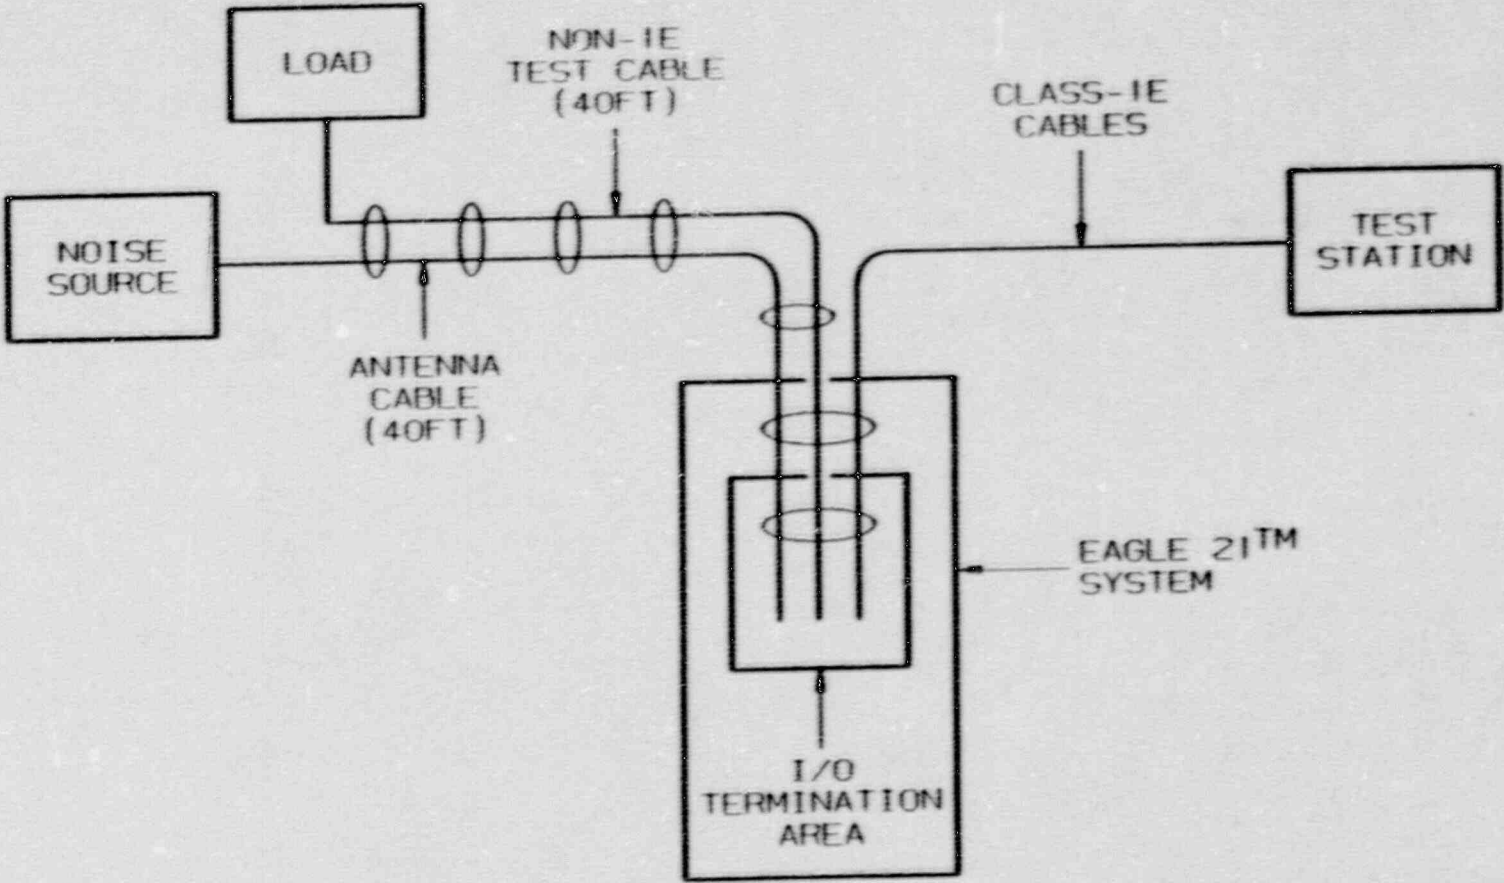 LOAD
NON-1E
TEST CABLE
(40FT)
CLASS-1E
CABLES
NOISE
SOURCE
TEST
STATION
ANTENNA
CABLE
(40FT)
EAGLE 21™
SYSTEM
I/O
TERMINATION
AREA